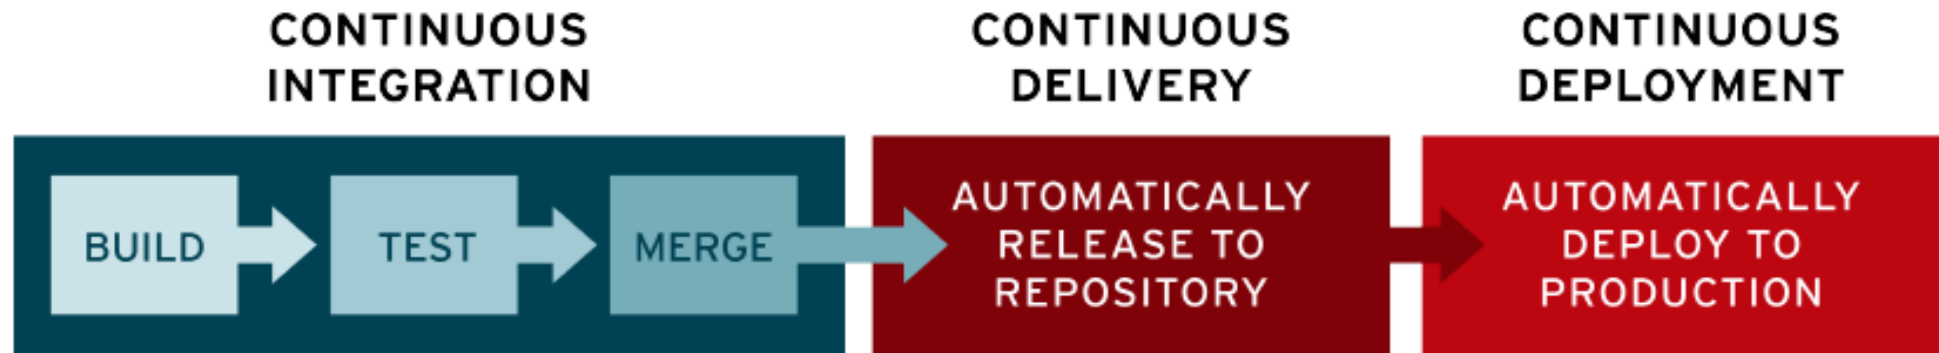 CONTINUOUS
INTEGRATION
BUILD
TEST
MERGE
CONTINUOUS
DELIVERY
AUTOMATICALLY
RELEASE TO
REPOSITORY
CONTINUOUS
DEPLOYMENT
AUTOMATICALLY
DEPLOY TO
PRODUCTION